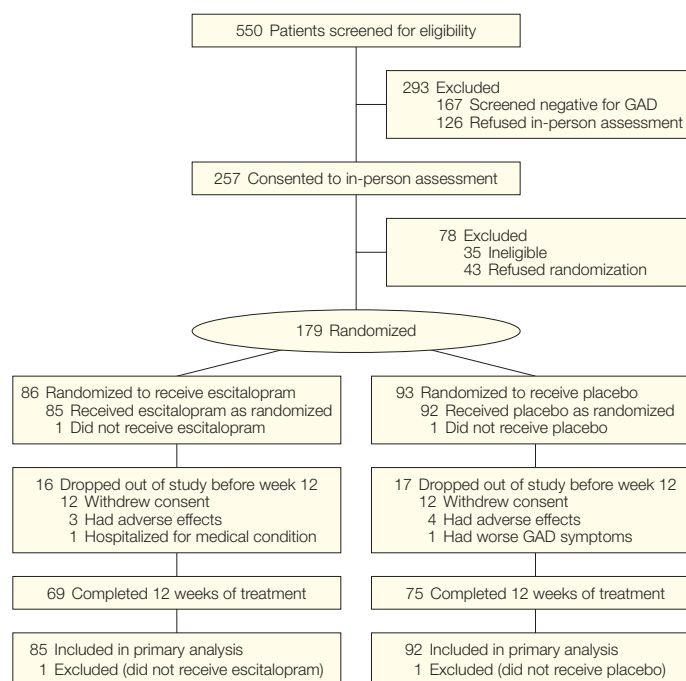 550 Patients screened for eligibility
293 Excluded
167 Screened negative for GAD
126 Refused in-person assessment
257 Consented to in-person assessment
78 Excluded
35 Ineligible
43 Refused randomization
179 Randomized
86 Randomized to receive escitalopram
85 Received escitalopram as randomized
1 Did not receive escitalopram
93 Randomized to receive placebo
92 Received placebo as randomized
1 Did not receive placebo
16 Dropped out of study before week 12
12 Withdrew consent
3 Had adverse effects
1 Hospitalized for medical condition
17 Dropped out of study before week 12
12 Withdrew consent
4 Had adverse effects
1 Had worse GAD symptoms
69 Completed 12 weeks of treatment
75 Completed 12 weeks of treatment
85 Included in primary analysis
1 Excluded (did not receive escitalopram)
92 Included in primary analysis
1 Excluded (did not receive placebo)